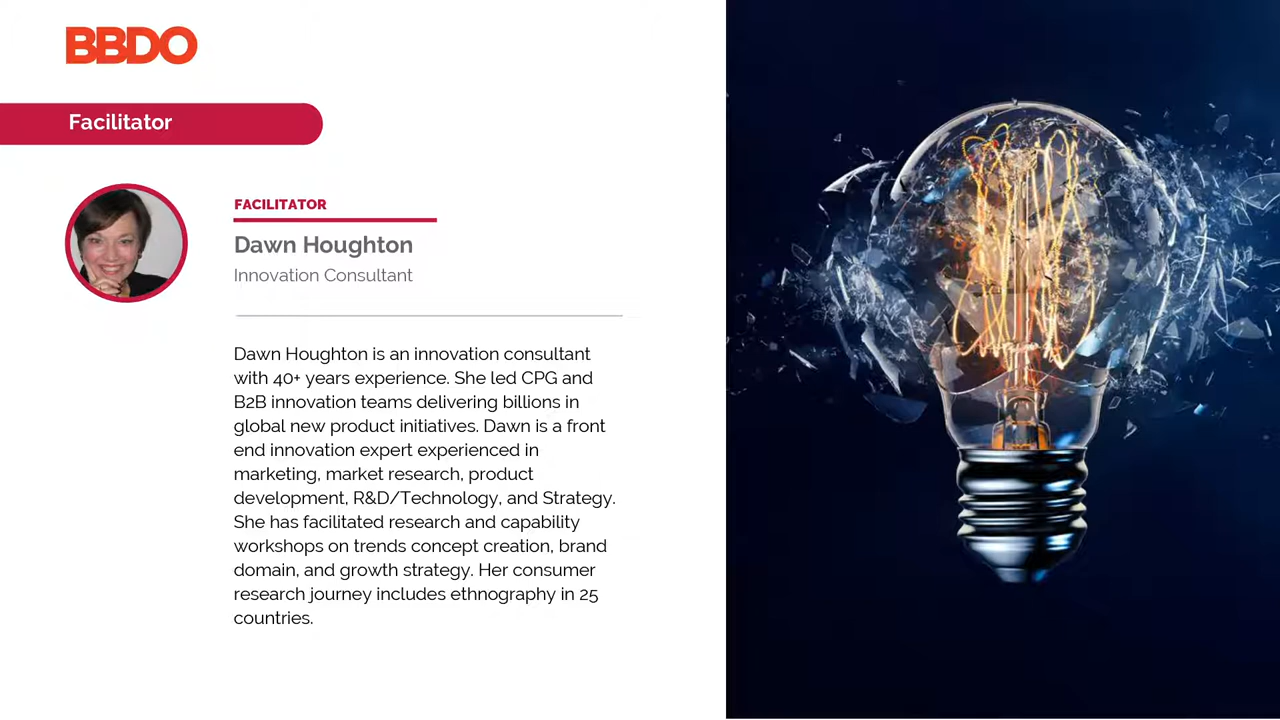 BBDO
Facilitator
FACILITATOR
Dawn Houghton
Innovation Consultant
Dawn Houghton is an innovation consultant
with 40+ years experience. She led CPG and
B2B innovation teams delivering billions in
global new product initiatives. Dawn is a front
end innovation expert experienced in
marketing, market research, product
development, R&D/Technology, and Strategy.
She has facilitated research and capability
workshops on trends concept creation, brand
domain, and growth strategy. Her consumer
research journey includes ethnography in 25
countries.